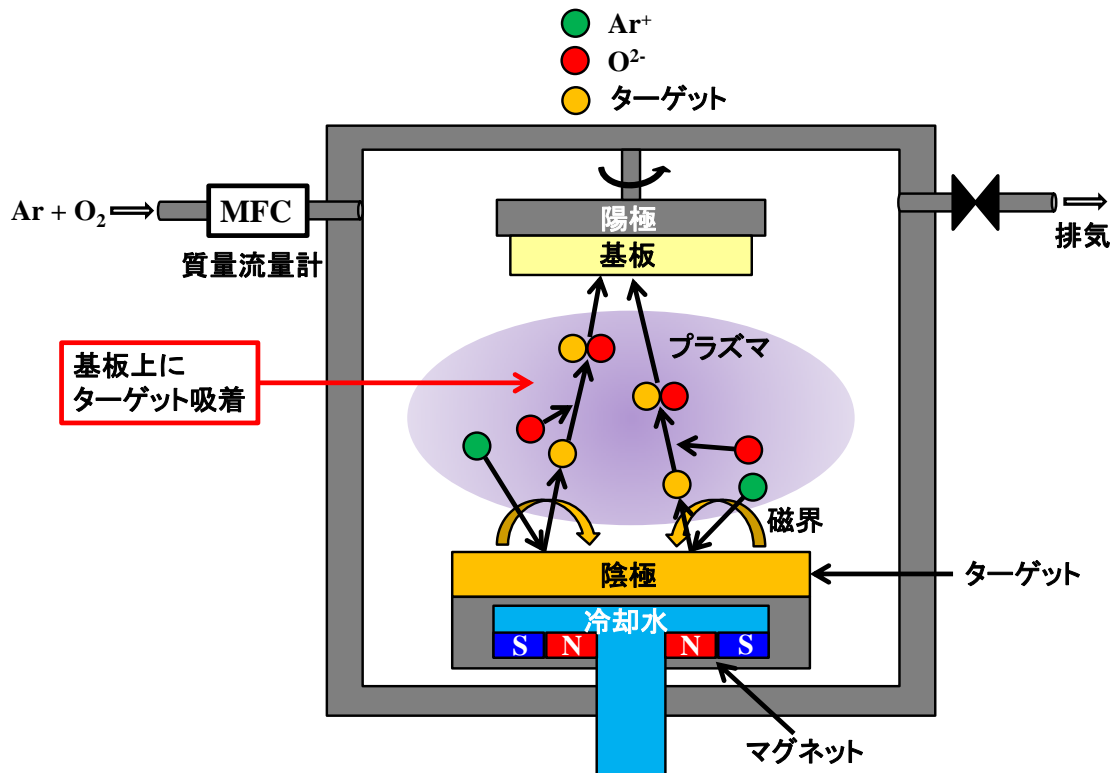 Ar⁺
O²⁻
ターゲット
Ar + O₂
MFC
質量流量計
陽極
基板
排気
プラズマ
基板上に
ターゲット吸着
磁界
陰極
ターゲット
冷却水
S N N S
マグネット